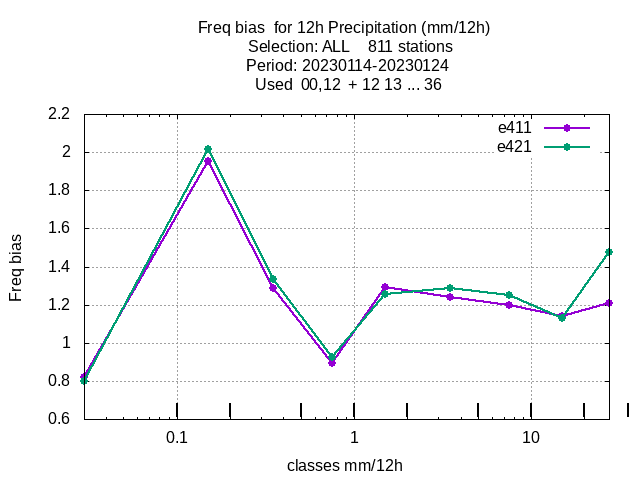 Freq bias  for 12h Precipitation (mm/12h)
Selection: ALL    811 stations
Period: 20230114-20230124
Used  00,12  + 12 13 ... 36
e411
e421
2.2
2
1.8
1.6
1.4
1.2
1
0.8
0.6
Freq bias
0.1
1
10
classes mm/12h